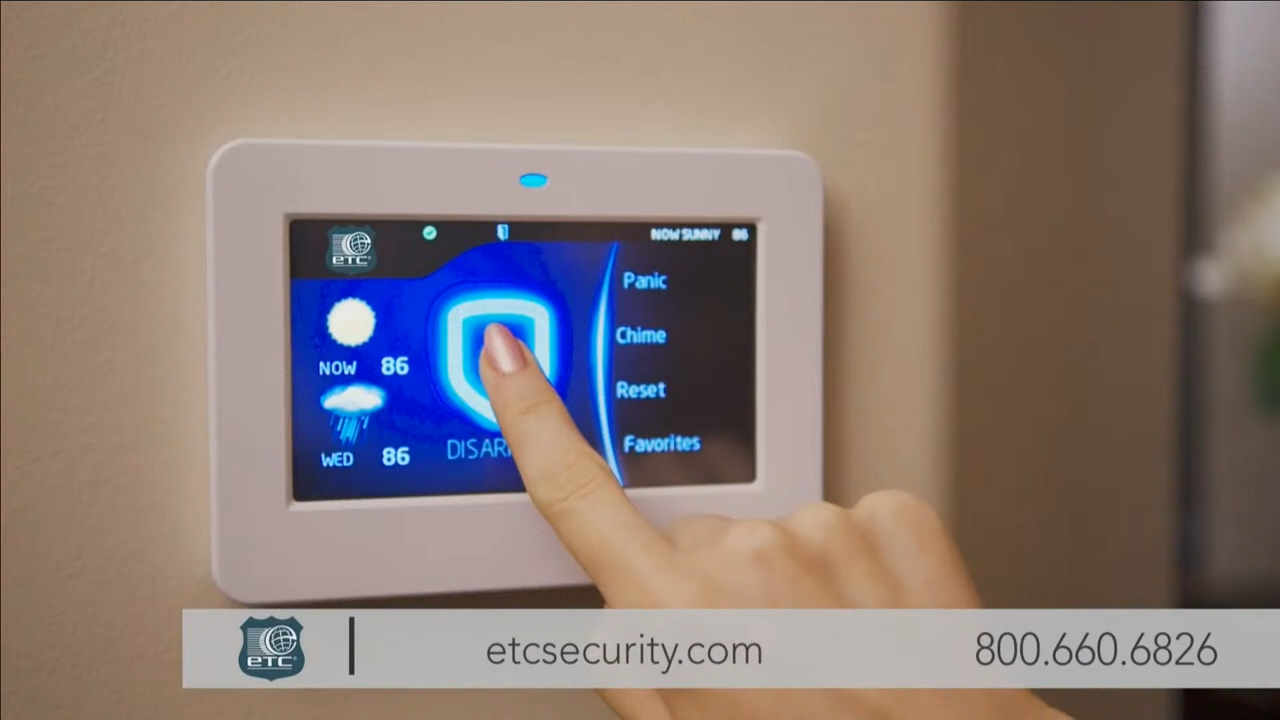 eTC
NOW SUNNY 86
Panic
NOW 86
Chime
Reset
WED 86
Favorites
eTC
etcsecurity.com
800.660.6826